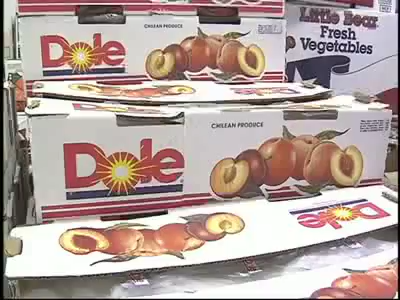 Dole
CHILEAN PRODUCE
Little Bear
Fresh
Vegetables
Dole
CHILEAN PRODUCE
Dole